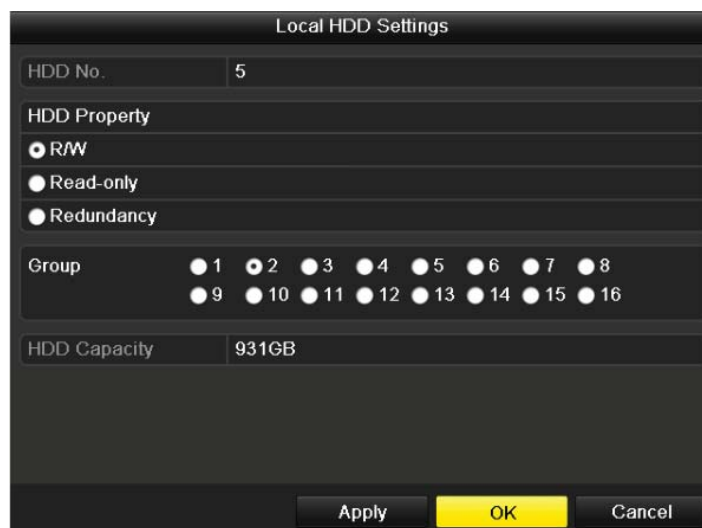 Local HDD Settings
HDD No. 5
HDD Property
R/W
Read-only
Redundancy
Group 1 2 3 4 5 6 7 8
9 10 11 12 13 14 15 16
HDD Capacity 931GB
Apply OK Cancel